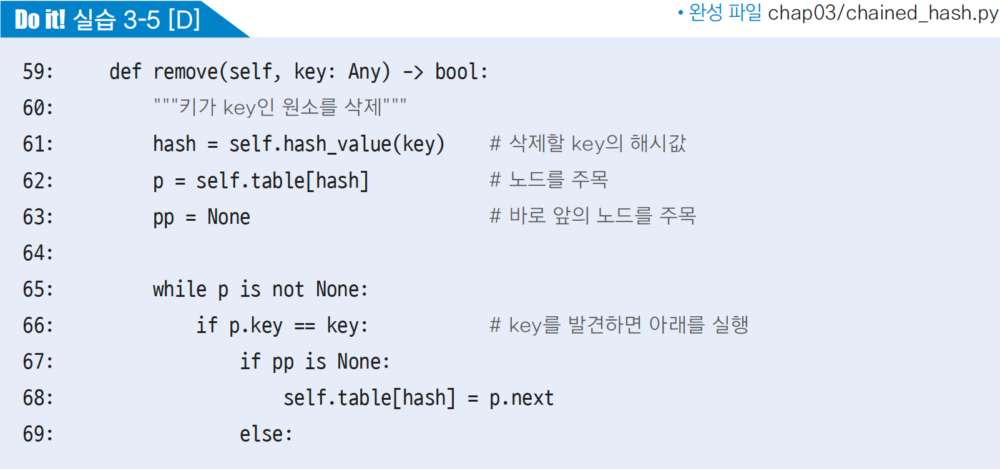 Do it! 실습 3-5 [D]
• 완성 파일 chap03/chained_hash.py
59: def remove(self, key: Any) -> bool:
60: """키가 key인 원소를 삭제"""
61: hash = self.hash_value(key) # 삭제할 key의 해시값
62: p = self.table[hash] # 노드를 주목
63: pp = None # 바로 앞의 노드를 주목
64:
65: while p is not None:
66: if p.key == key: # key를 발견하면 아래를 실행
67: if pp is None:
68: self.table[hash] = p.next
69: else: